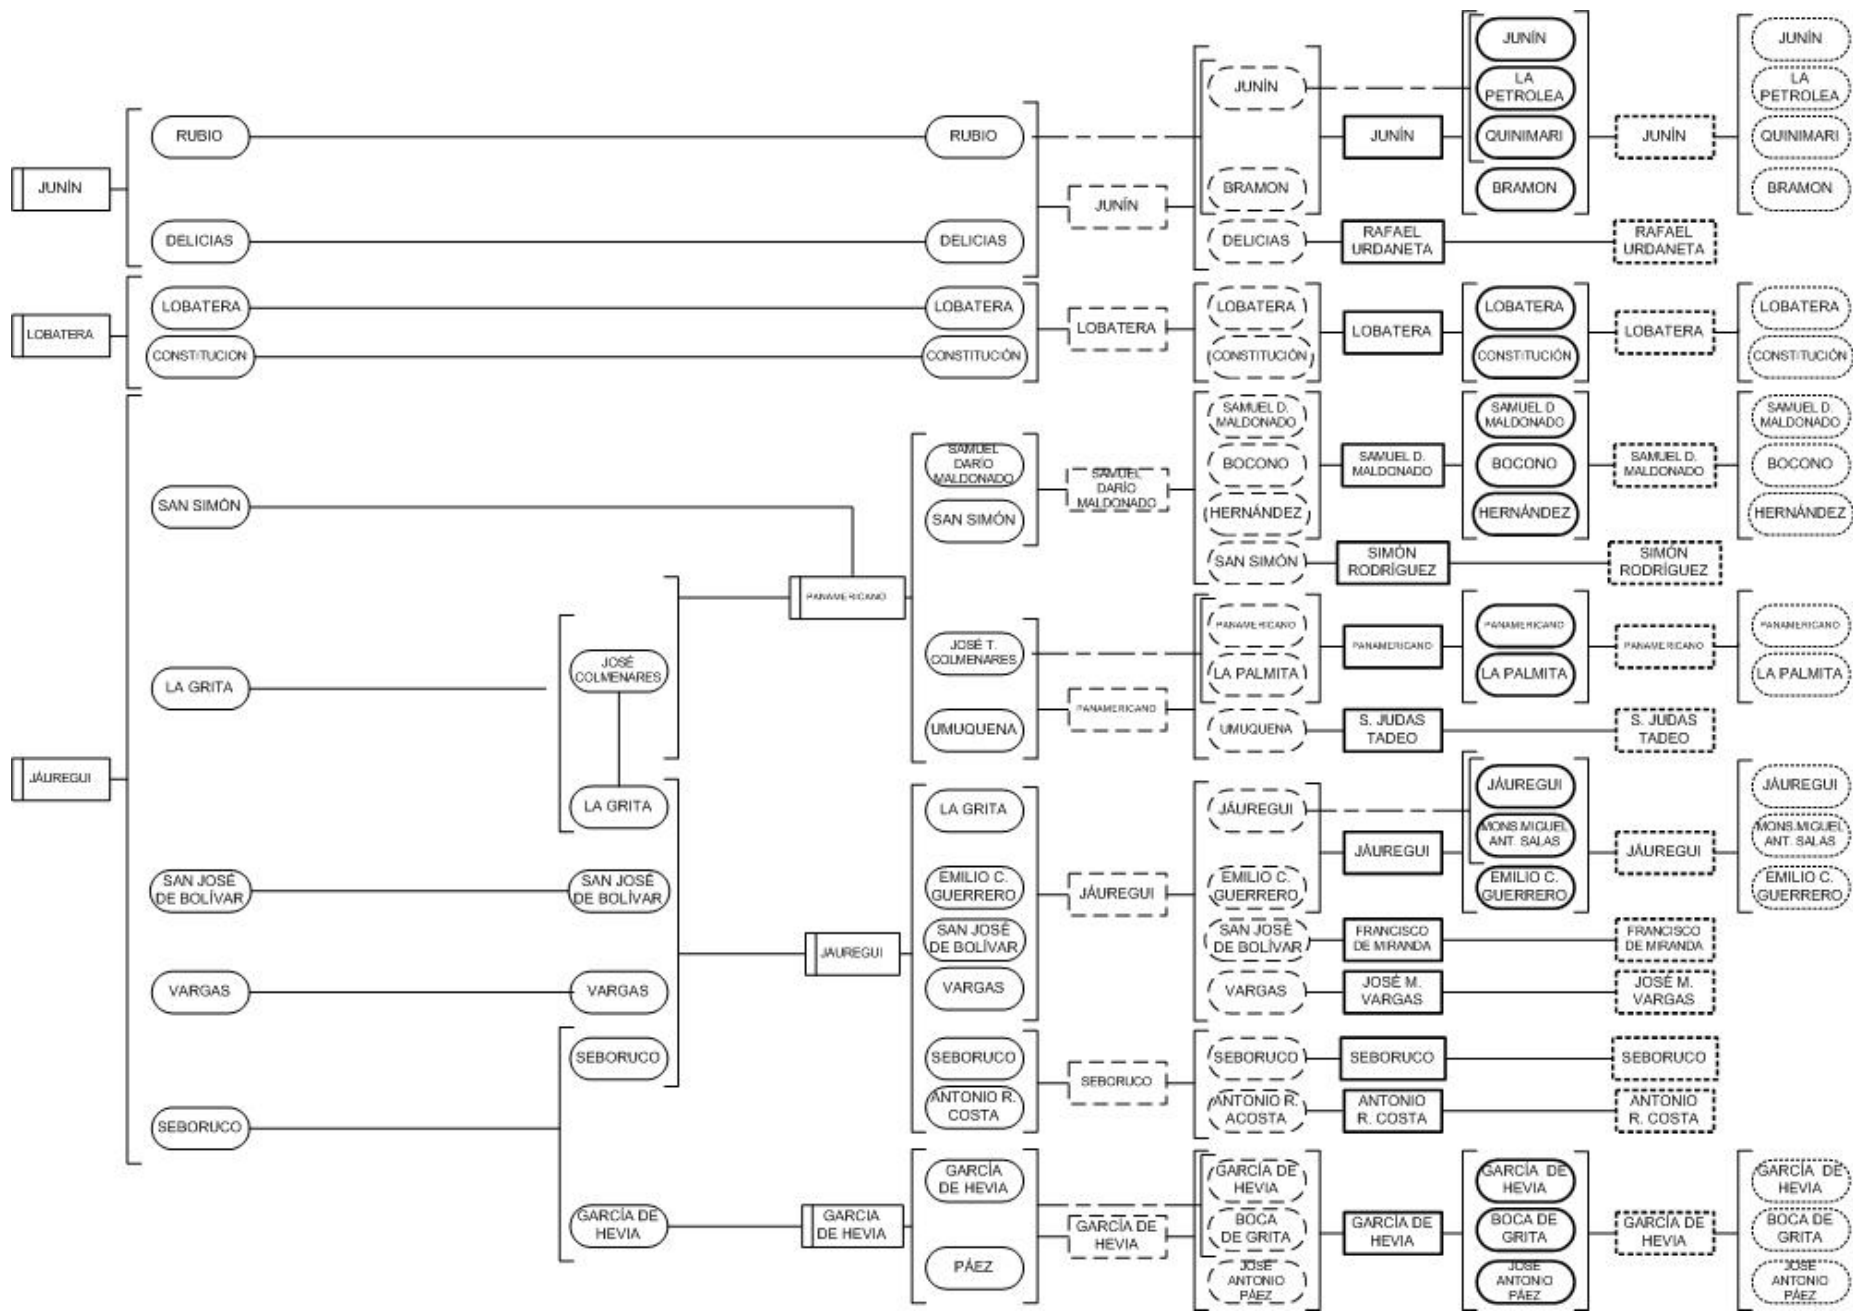 JUNÍN
RUBIO
DELICIAS
RUBIO
DELICIAS
JUNÍN
JUNÍN
BRAMON
DELICIAS
JUNÍN
RAFAEL
URDANETA
JUNÍN
LA
PETROLEA
QUINIMARI
BRAMON
JUNÍN
RAFAEL
URDANETA
JUNÍN
LA
PETROLEA
QUINIMARI
BRAMON
LOBATERA
LOBATERA
CONSTITUCION
LOBATERA
CONSTITUCIÓN
LOBATERA
LOBATERA
CONSTITUCIÓN
LOBATERA
LOBATERA
CONSTITUCIÓN
LOBATERA
LOBATERA
CONSTITUCIÓN
JÁUREGUI
SAN SIMÓN
LA GRITA
SAN JOSÉ
DE BOLÍVAR
VARGAS
SEBORUCO
JOSÉ
COLMENARES
LA GRITA
SAN JOSÉ
DE BOLÍVAR
VARGAS
SEBORUCO
GARCÍA DE
HEVIA
PANAMERICANO
JAUREGUI
GARCIA
DE HEVIA
SAMUEL
DARÍO
MALDONADO
SAN SIMÓN
JOSÉ T.
COLMENARES
UMUQUENA
LA GRITA
EMILIO C.
GUERRERO
SAN JOSÉ
DE BOLÍVAR
VARGAS
SEBORUCO
ANTONIO R.
COSTA
GARCÍA
DE HEVIA
PÁEZ
SAMUEL
DARÍO
MALDONADO
PANAMERICANO
JÁUREGUI
SEBORUCO
GARCÍA DE
HEVIA
SAMUEL D.
MALDONADO
BOCONO
HERNÁNDEZ
SAN SIMÓN
PANAMERICANO
LA PALMITA
UMUQUENA
JÁUREGUI
EMILIO C.
GUERRERO
SAN JOSÉ
DE BOLÍVAR
VARGAS
SEBORUCO
ANTONIO R.
ACOSTA
GARCÍA DE
HEVIA
BOCA
DE GRITA
JOSÉ
ANTONIO
PÁEZ
SAMUEL D.
MALDONADO
SIMÓN
RODRÍGUEZ
PANAMERICANO
S. JUDAS
TADEO
JÁUREGUI
FRANCISCO
DE MIRANDA
JOSÉ M.
VARGAS
SEBORUCO
ANTONIO
R. COSTA
GARCÍA DE
HEVIA
SAMUEL D
MALDONADO
BOCONO
HERNÁNDEZ
PANAMERICANO
LA PALMITA
JÁUREGUI
MONS.MIGUEL
ANT. SALAS
EMILIO C.
GUERRERO
GARCÍA DE
HEVIA
BOCA DE
GRITA
JOSÉ
ANTONIO
PÁEZ
SAMUEL D.
MALDONADO
SIMÓN
RODRÍGUEZ
PANAMERICANO
S. JUDAS
TADEO
JÁUREGUI
FRANCISCO
DE MIRANDA
JOSÉ M.
VARGAS
SEBORUCO
ANTONIO
R. COSTA
GARCÍA DE
HEVIA
SAMUEL D.
MALDONADO
BOCONO
HERNÁNDEZ
PANAMERICANO
LA PALMITA
JÁUREGUI
MONS.MIGUEL
ANT. SALAS
EMILIO C.
GUERRERO
GARCÍA DE
HEVIA
BOCA DE
GRITA
JOSÉ
ANTONIO
PÁEZ